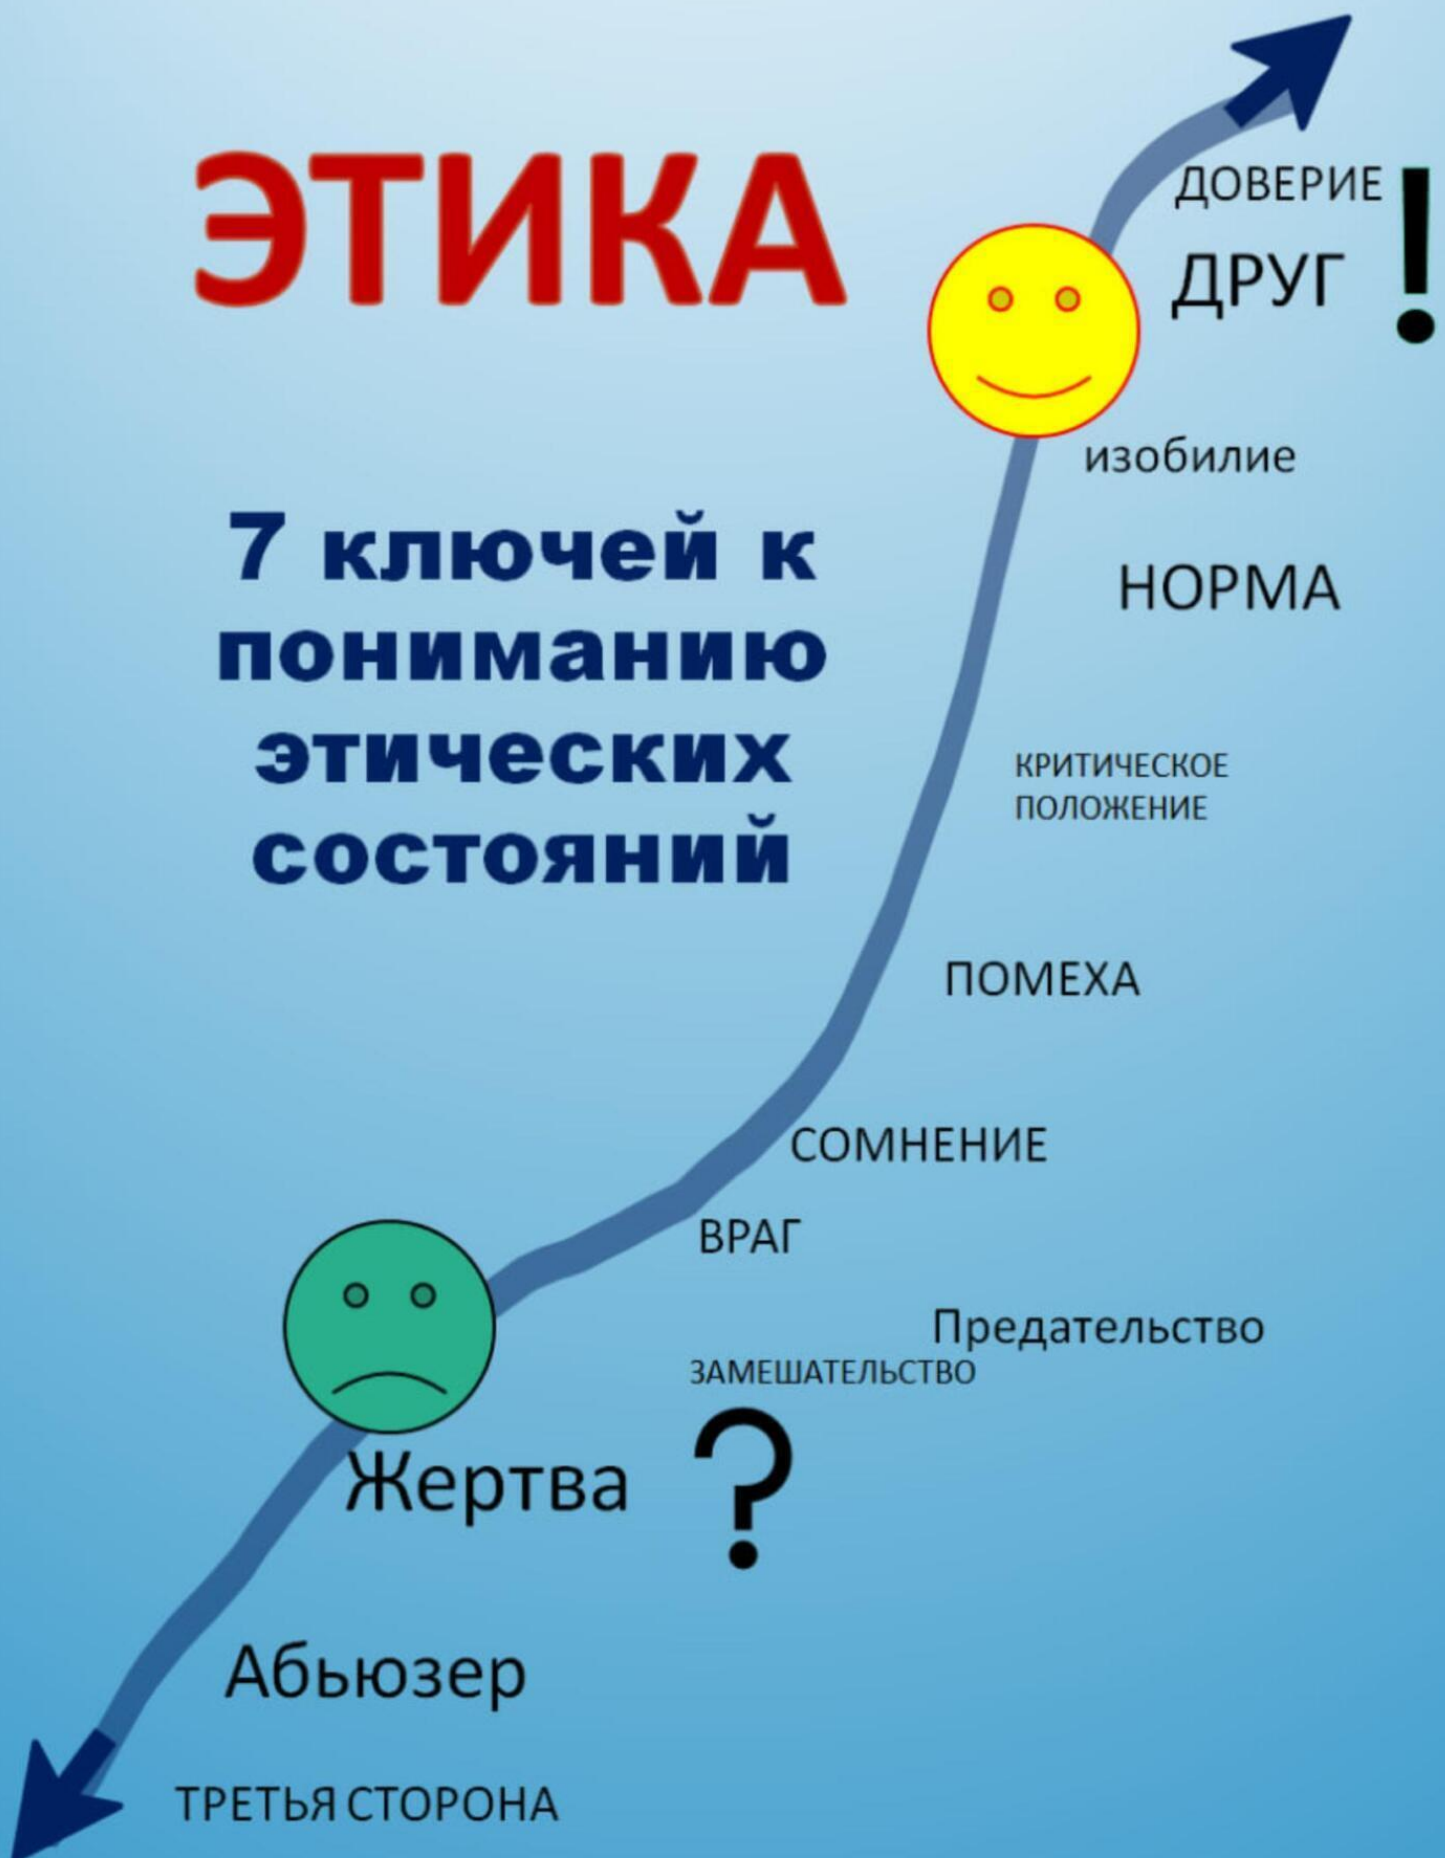 ЭТИКА
7 ключей к
пониманию
этических
состояний
ДОВЕРИЕ
ДРУГ !
изобилие
НОРМА
КРИТИЧЕСКОЕ
ПОЛОЖЕНИЕ
ПОМЕХА
СОМНЕНИЕ
ВРАГ
Предательство
ЗАМЕШАТЕЛЬСТВО
Жертва ?
Абьюзер
ТРЕТЬЯ СТОРОНА